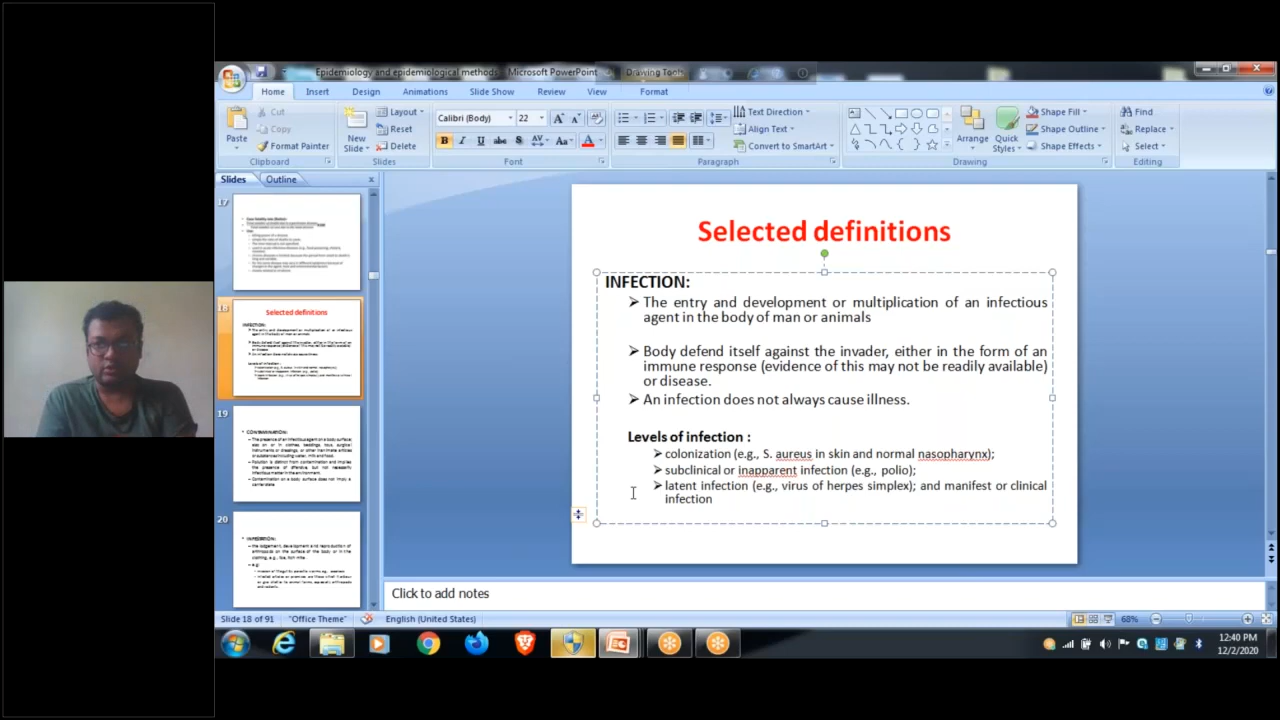 Epidemiology and epidemiological methods - Microsoft PowerPoint
Drawing Tools
Home Insert Design Animations Slide Show Review View Format
Paste
Cut
Copy
Format Painter
Clipboard
New Slide
Layout
Reset
Delete
Slides
Calibri (Body) 22
Font
Paragraph
Text Direction
Align Text
Convert to SmartArt
Arrange
Quick Styles
Shape Fill
Shape Outline
Shape Effects
Drawing
Find
Replace
Select
Editing
Slides Outline
17
18
Selected definitions
19
CONTAMINATION:
20
Selected definitions
INFECTION:
The entry and development or multiplication of an infectious
agent in the body of man or animals
Body defend itself against the invader, either in the form of an
immune response (evidence of this may not be readily available)
or disease.
An infection does not always cause illness.
Levels of infection :
colonization (e.g., S. aureus in skin and normal nasopharynx);
subclinical or inapparent infection (e.g., polio);
latent infection (e.g., virus of herpes simplex); and manifest or clinical
infection
Click to add notes
Slide 18 of 91 "Office Theme" English (United States) 68%
12:40 PM
12/2/2020